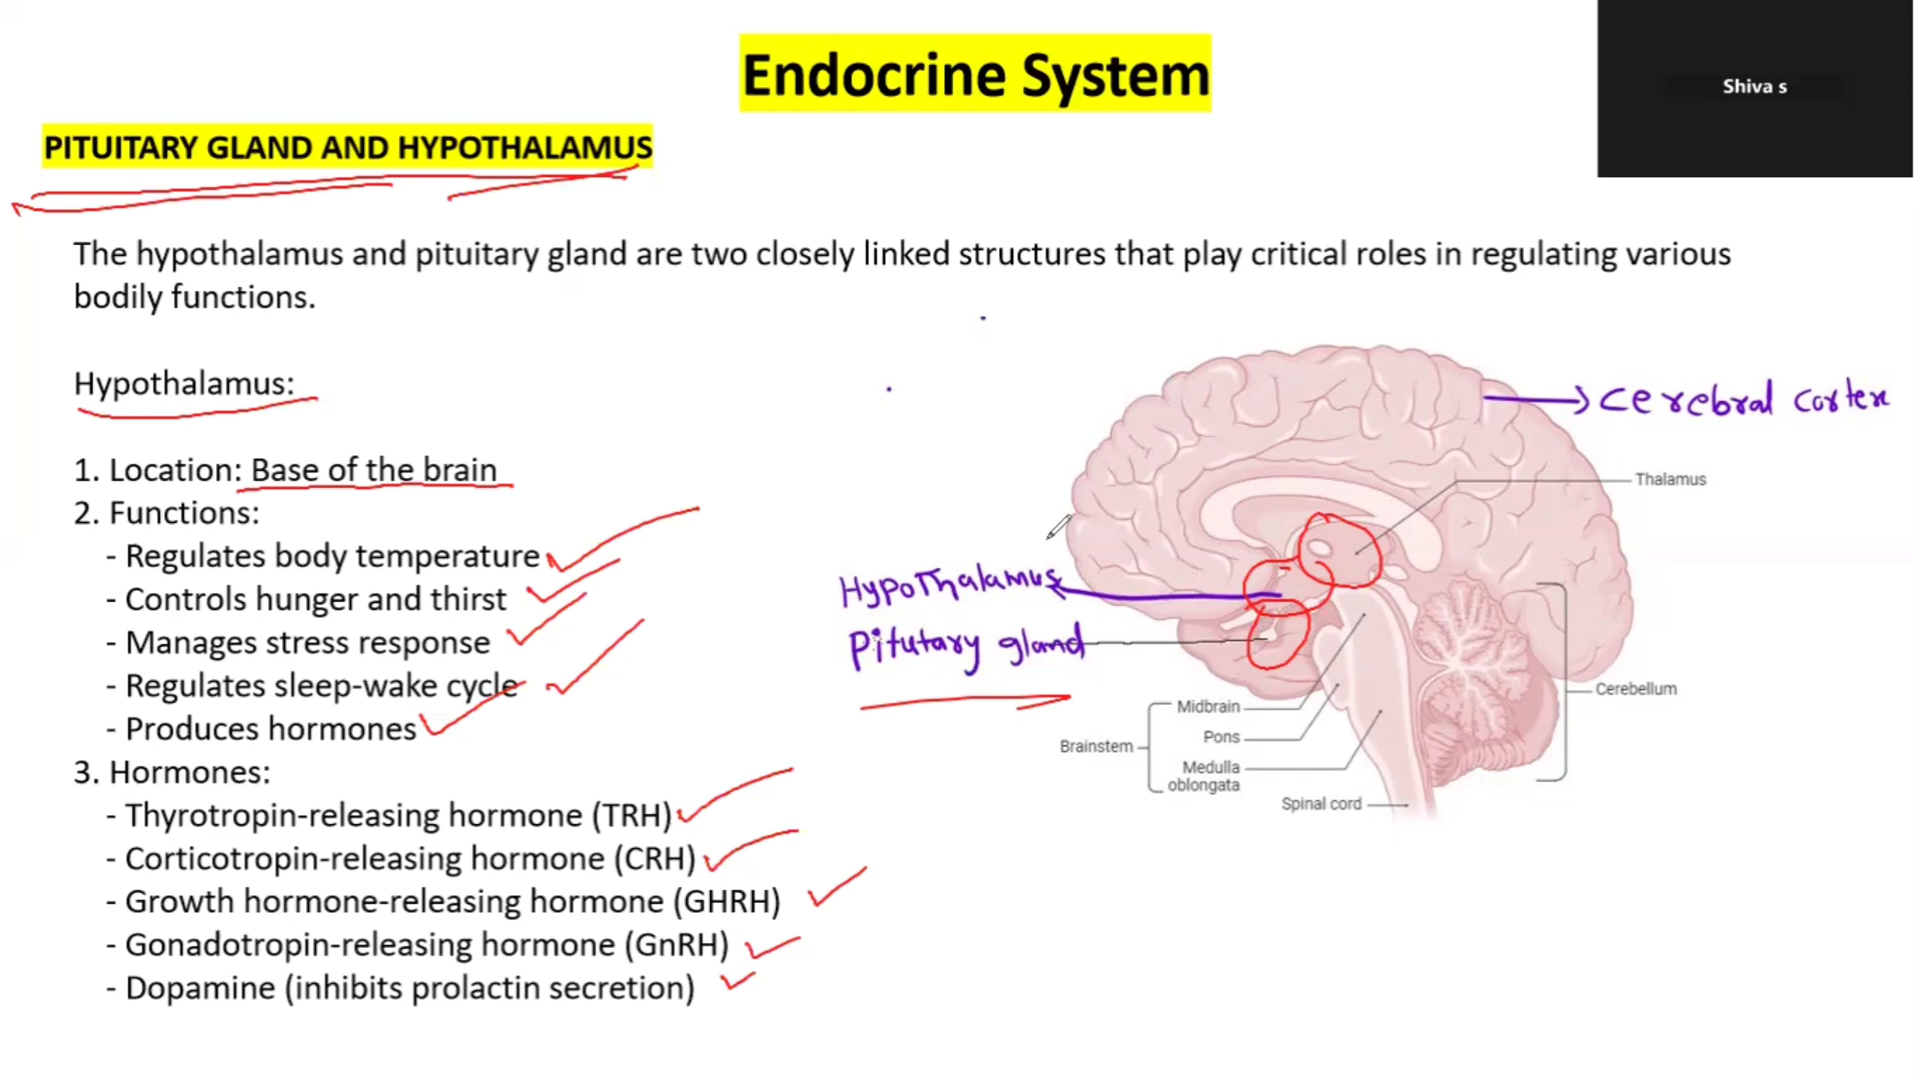 Endocrine System
Shiva s
PITUITARY GLAND AND HYPOTHALAMUS
The hypothalamus and pituitary gland are two closely linked structures that play critical roles in regulating various
bodily functions.
Hypothalamus:
1. Location: Base of the brain
2. Functions:
- Regulates body temperature
- Controls hunger and thirst
- Manages stress response
- Regulates sleep-wake cycle
- Produces hormones
3. Hormones:
- Thyrotropin-releasing hormone (TRH)
- Corticotropin-releasing hormone (CRH)
- Growth hormone-releasing hormone (GHRH)
- Gonadotropin-releasing hormone (GnRH)
- Dopamine (inhibits prolactin secretion)
Cerebral cortex
Thalamus
Hypothalamus
Pitutary gland
Cerebellum
Midbrain
Pons
Brainstem
Medulla
oblongata
Spinal cord